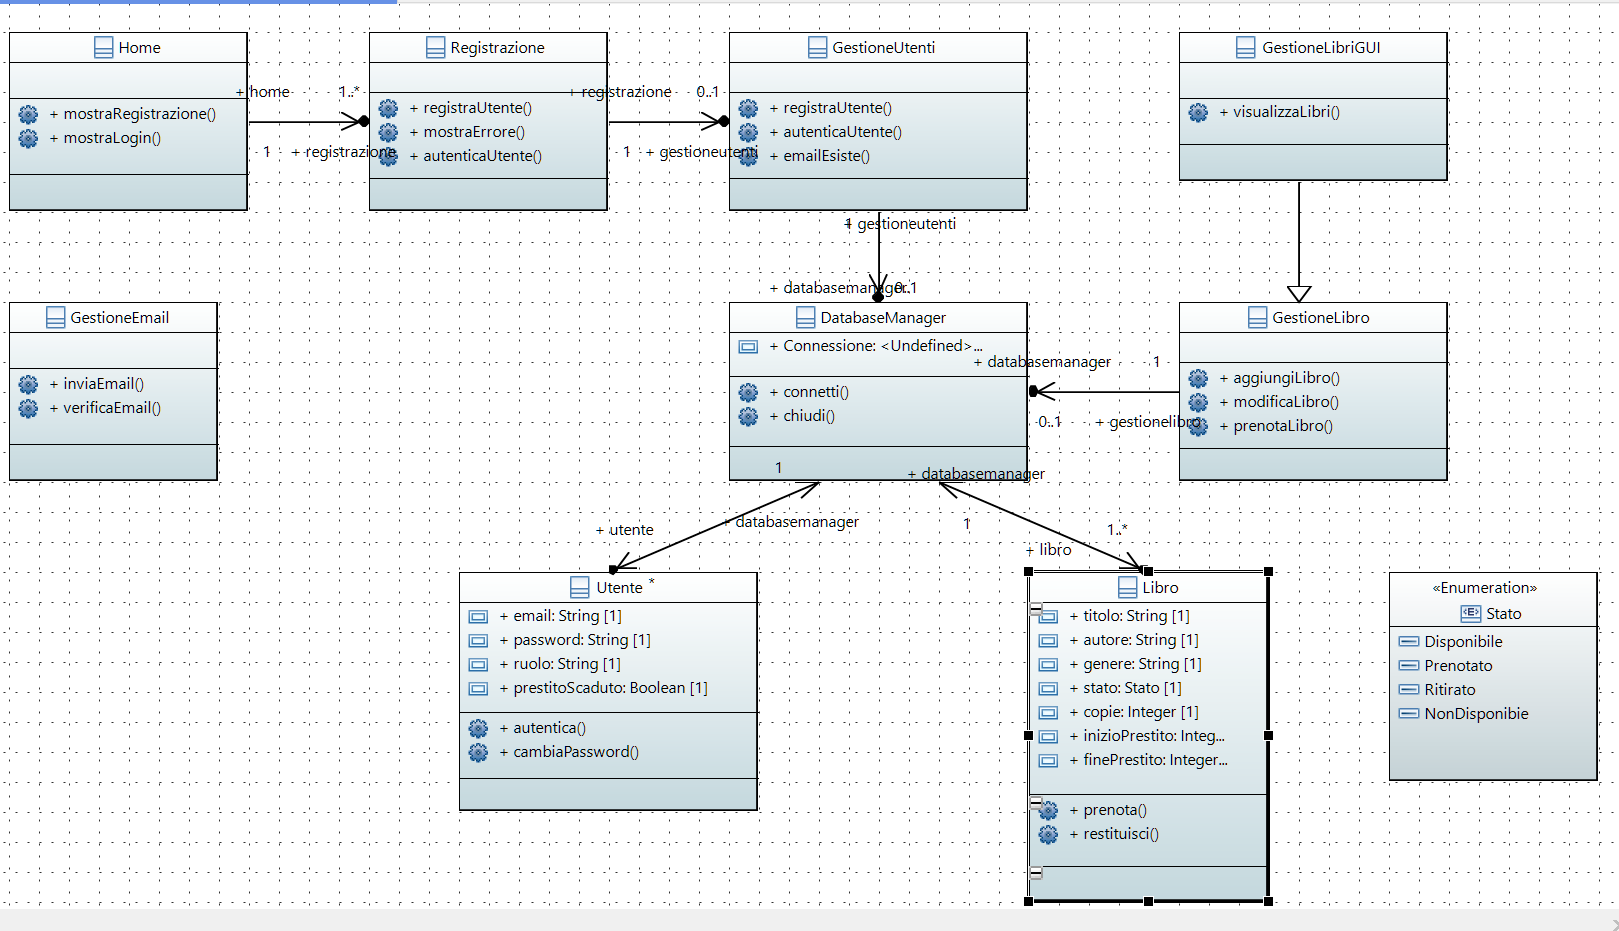 Home
+ mostraRegistrazione()
+ mostraLogin()
+ home
1..*
1
+ registrazione
Registrazione
+ registraUtente()
+ mostraErrore()
+ autenticaUtente()
+ registrazione
0..1
1
+ gestioneutenti
GestioneUtenti
+ registraUtente()
+ autenticaUtente()
+ emailEsiste()
GestioneLibriGUI
+ visualizzaLibri()
1
+ gestioneutenti
+ databasemanager
0..1
GestioneEmail
+ inviaEmail()
+ verificaEmail()
DatabaseManager
+ Connessione: <Undefined>...
+ connetti()
+ chiudi()
+ databasemanager
1
0..1
+ gestionelibro
GestioneLibro
+ aggiungiLibro()
+ modificaLibro()
+ prenotaLibro()
1
+ databasemanager
+ utente
*
+ databasemanager
1
1..*
+ libro
Utente
+ email: String [1]
+ password: String [1]
+ ruolo: String [1]
+ prestitoScaduto: Boolean [1]
+ autentica()
+ cambiaPassword()
Libro
+ titolo: String [1]
+ autore: String [1]
+ genere: String [1]
+ stato: Stato [1]
+ copie: Integer [1]
+ inizioPrestito: Integ...
+ finePrestito: Integer...
+ prenota()
+ restituisci()
«Enumeration»
Stato
Disponibile
Prenotato
Ritirato
NonDisponibie